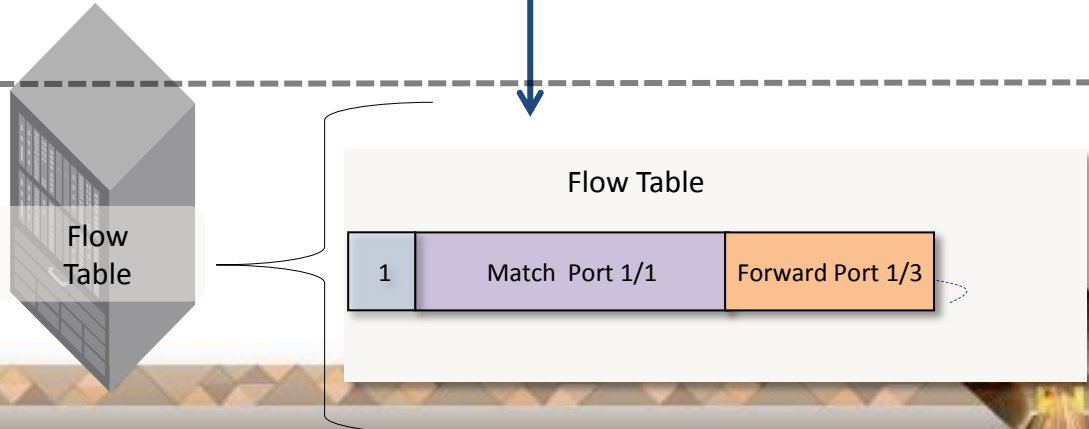 Flow
Table
Flow Table
1
Match Port 1/1
Forward Port 1/3